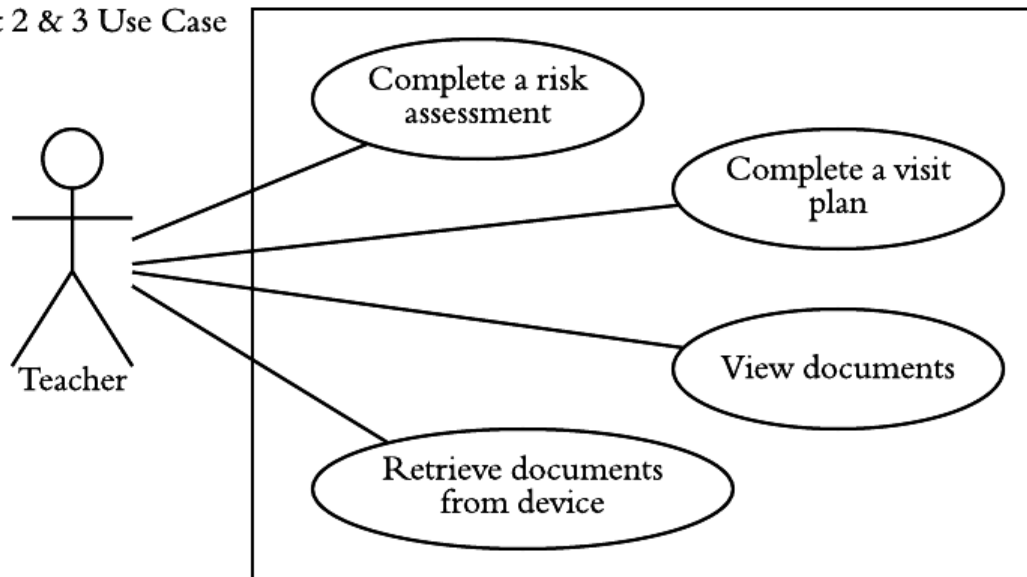 2 & 3 Use Case
Complete a risk
assessment
Complete a visit
plan
Teacher
View documents
Retrieve documents
from device